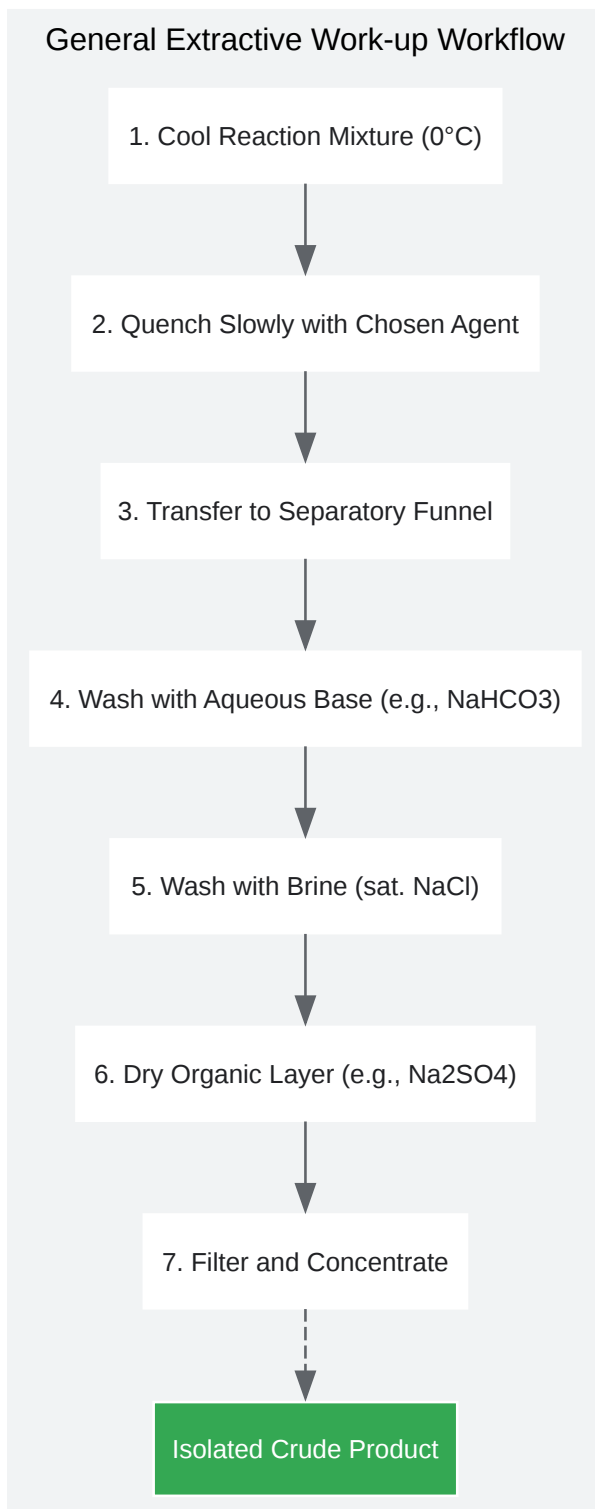 General Extractive Work-up Workflow
1. Cool Reaction Mixture (0°C)
2. Quench Slowly with Chosen Agent
3. Transfer to Separatory Funnel
4. Wash with Aqueous Base (e.g., NaHCO3)
5. Wash with Brine (sat. NaCl)
6. Dry Organic Layer (e.g., Na2SO4)
7. Filter and Concentrate
Isolated Crude Product